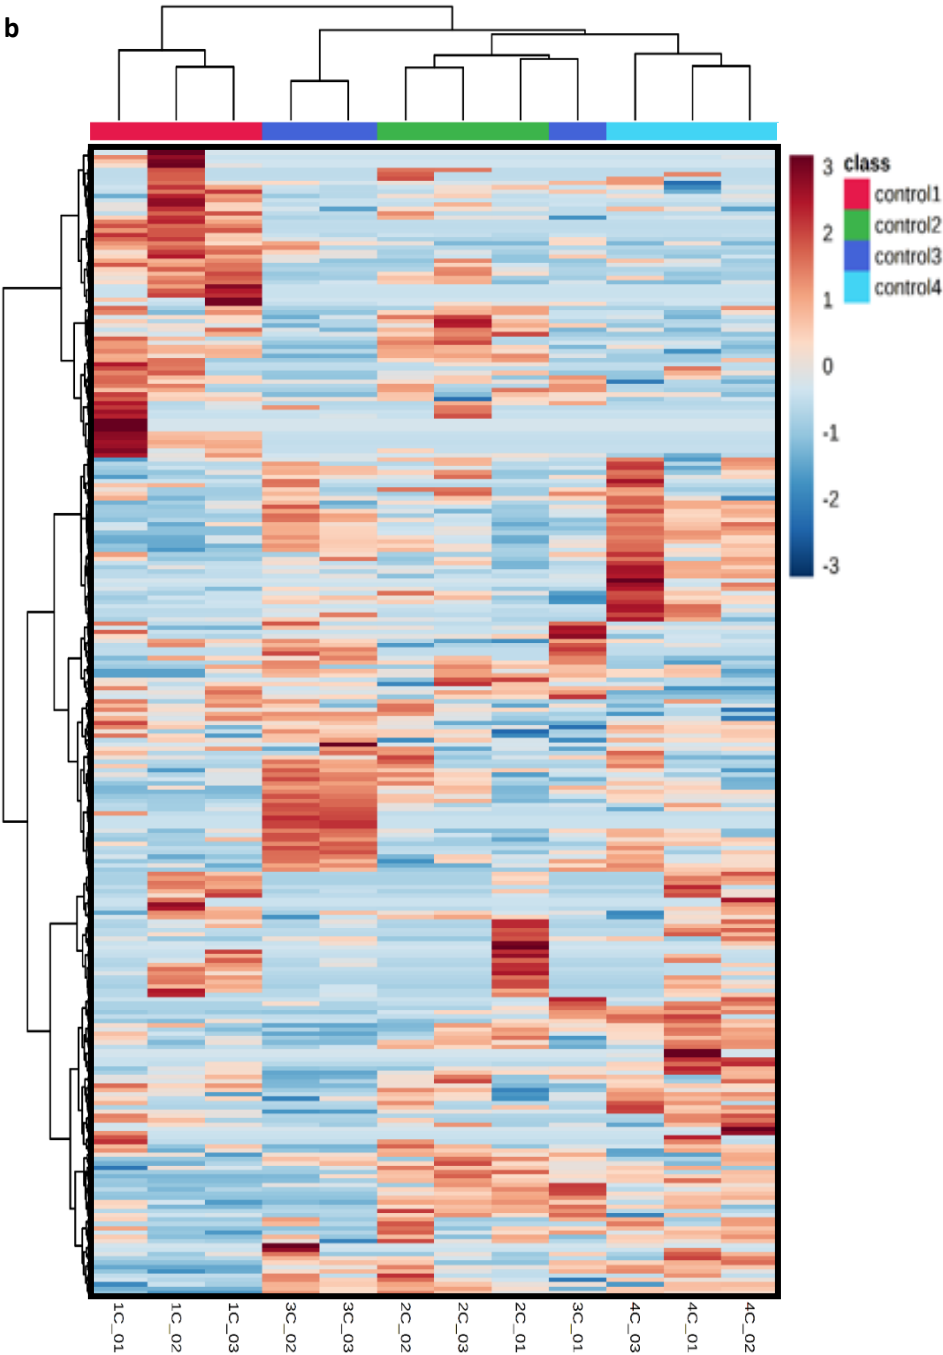 b
class
control1
control2
control3
control4
3
2
1
0
-1
-2
-3
1C_01
1C_02
1C_03
3C_02
3C_03
2C_02
2C_03
2C_01
3C_01
4C_03
4C_01
4C_02